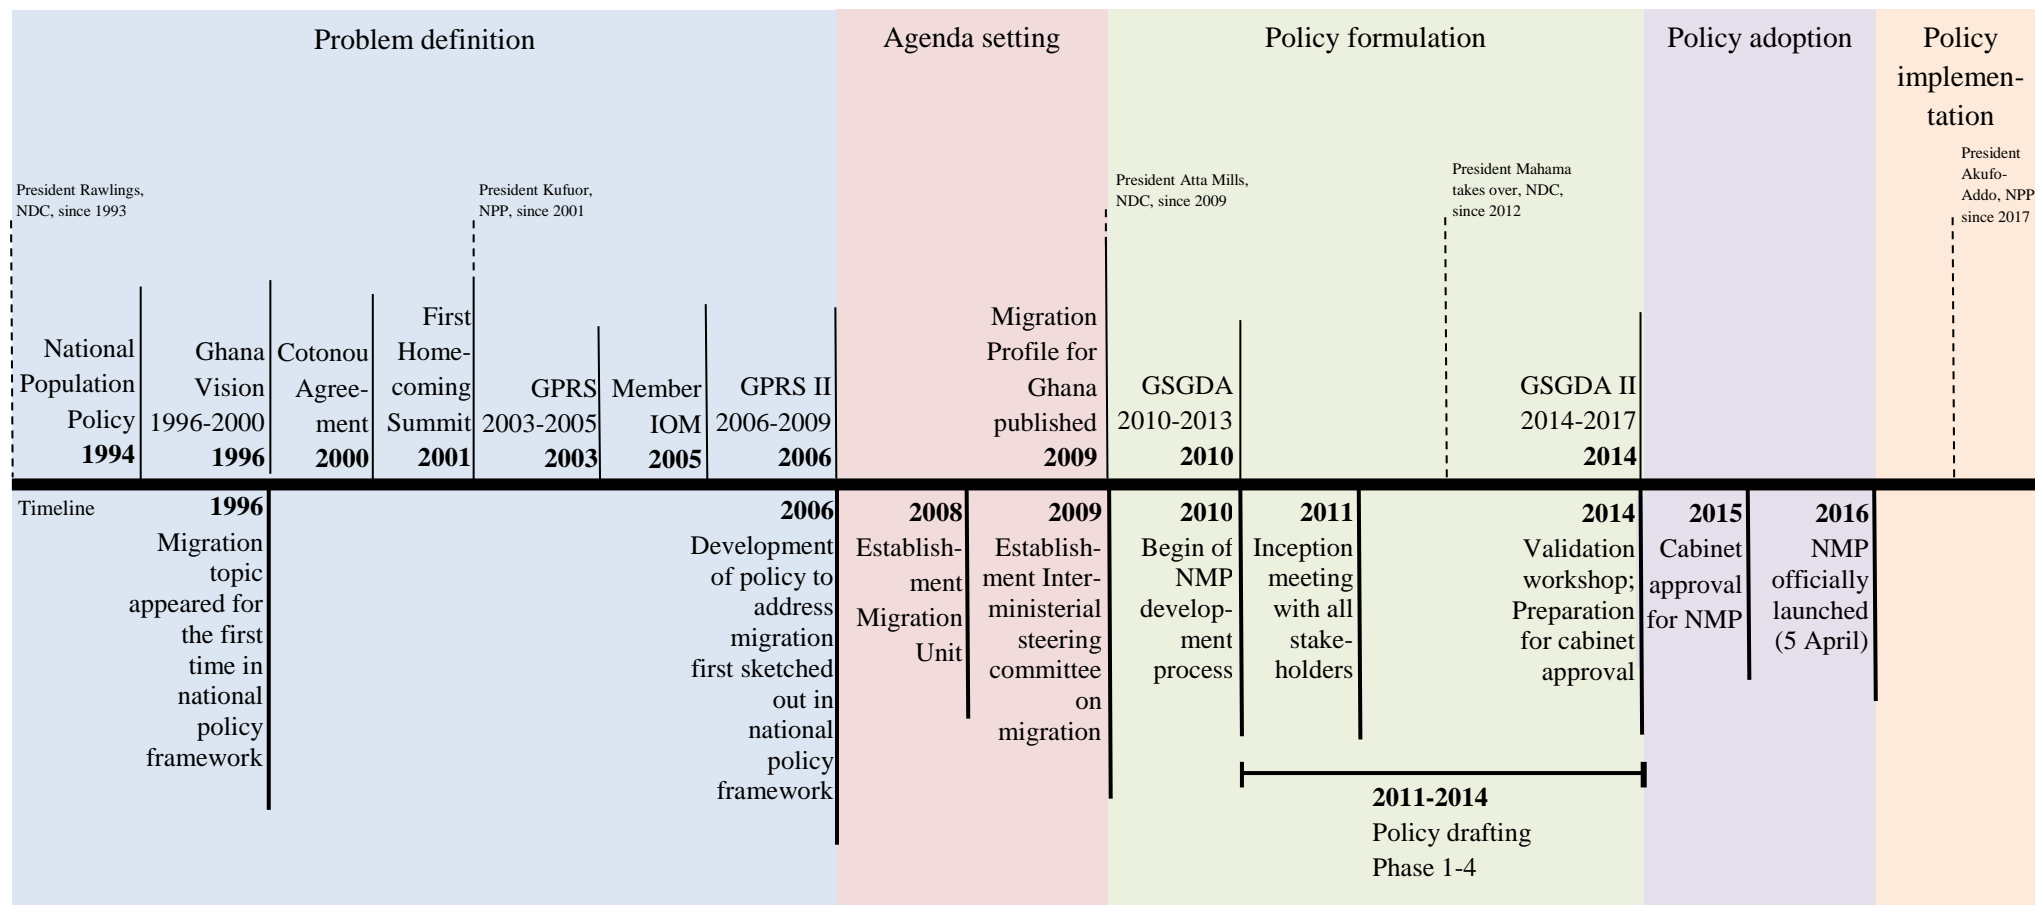 Problem definition
Agenda setting
Policy formulation
Policy adoption
Policy
implemen-
tation
President Rawlings,
NDC, since 1993
President Kufuor,
NPP, since 2001
President Atta Mills,
NDC, since 2009
President Mahama
takes over, NDC,
since 2012
President
Akufo-
Addo, NPP
since 2017
National
Population
Policy
1994
Ghana
Vision
1996-2000
1996
Cotonou
Agree-
ment
2000
First
Home-
coming
Summit
2001
GPRS
2003-2005
2003
Member
IOM
2005
GPRS II
2006-2009
2006
Migration
Profile for
Ghana
published
2009
GSGDA
2010-2013
2010
GSGDA II
2014-2017
2014
Timeline
1996
Migration
topic
appeared for
the first
time in
national
policy
framework
2006
Development
of policy to
address
migration
first sketched
out in
national
policy
framework
2008
Establish-
ment
Migration
Unit
2009
Establish-
ment Inter-
ministerial
steering
committee
on
migration
2010
Begin of
NMP
develop-
ment
process
2011
Inception
meeting
with all
stake-
holders
2014
Validation
workshop;
Preparation
for cabinet
approval
2015
Cabinet
approval
for NMP
2016
NMP
officially
launched
(5 April)
2011-2014
Policy drafting
Phase 1-4